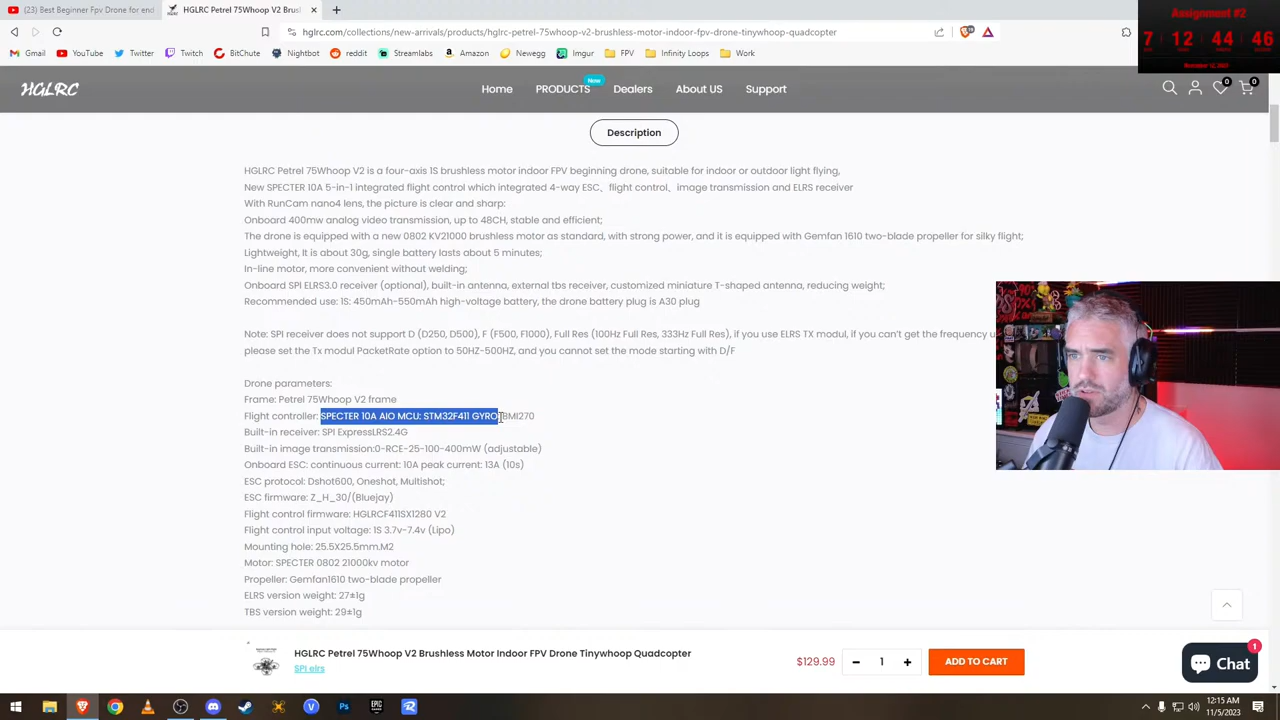 (23) Best Beginner Fpv Drone for end
HGLRC Petrel 75Whoop V2 Brus
Assignment #2
hglrc.com/collections/new-arrivals/products/hglrc-petrel-75whoop-v2-brushless-motor-indoor-fpv-drone-tinywhoop-quadcopter
7 12 44 46
Gmail YouTube Twitter Twitch BitChute Nightbot reddit Streamlabs Amazon Newegg Imgur FPV Infinity Loops Work
November 12, 2023
HGLRC
Home PRODUCTS New Dealers About US Support
0 0
Description
HGLRC Petrel 75Whoop V2 is a four-axis 1S brushless motor indoor FPV beginning drone, suitable for indoor or outdoor light flying,
New SPECTER 10A 5-in-1 integrated flight control which integrated 4-way ESC、flight control、image transmission and ELRS receiver
With RunCam nano4 lens, the picture is clear and sharp:
Onboard 400mw analog video transmission, up to 48CH, stable and efficient;
The drone is equipped with a new 0802 KV21000 brushless motor as standard, with strong power, and it is equipped with Gemfan 1610 two-blade propeller for silky flight;
Lightweight, It is about 30g, single battery lasts about 5 minutes;
In-line motor, more convenient without welding;
Onboard SPI ELRS3.0 receiver (optional), built-in antenna, external tbs receiver, customized miniature T-shaped antenna, reducing weight;
Recommended use: 1S: 450mAh-550mAh high-voltage battery, the drone battery plug is A30 plug
Note: SPI receiver does not support D (D250, D500), F (F500, F1000), Full Res (100Hz Full Res, 333Hz Full Res), if you use ELRS TX modul, if you can't get the frequency
please set the Tx modul PacketRate option to 50HZ-500HZ, and you cannot set the mode starting with D/F
Drone parameters:
Frame: Petrel 75Whoop V2 frame
Flight controller: SPECTER 10A AIO MCU: STM32F411 GYRO: BMI270
Built-in receiver: SPI ExpressLRS2.4G
Built-in image transmission:0-RCE-25-100-400mW (adjustable)
Onboard ESC: continuous current: 10A peak current: 13A (10s)
ESC protocol: Dshot600, Oneshot, Multishot;
ESC firmware: Z_H_30/(Bluejay)
Flight control firmware: HGLRCF411SX1280 V2
Flight control input voltage: 1S 3.7v-7.4v (Lipo)
Mounting hole: 25.5X25.5mm.M2
Motor: SPECTER 0802 21000kv motor
Propeller: Gemfan1610 two-blade propeller
ELRS version weight: 27±1g
TBS version weight: 29±1g
HGLRC Petrel 75Whoop V2 Brushless Motor Indoor FPV Drone Tinywhoop Quadcopter
SPI elrs
$129.99 1 ADD TO CART
Chat 1
12:15 AM
11/5/2023